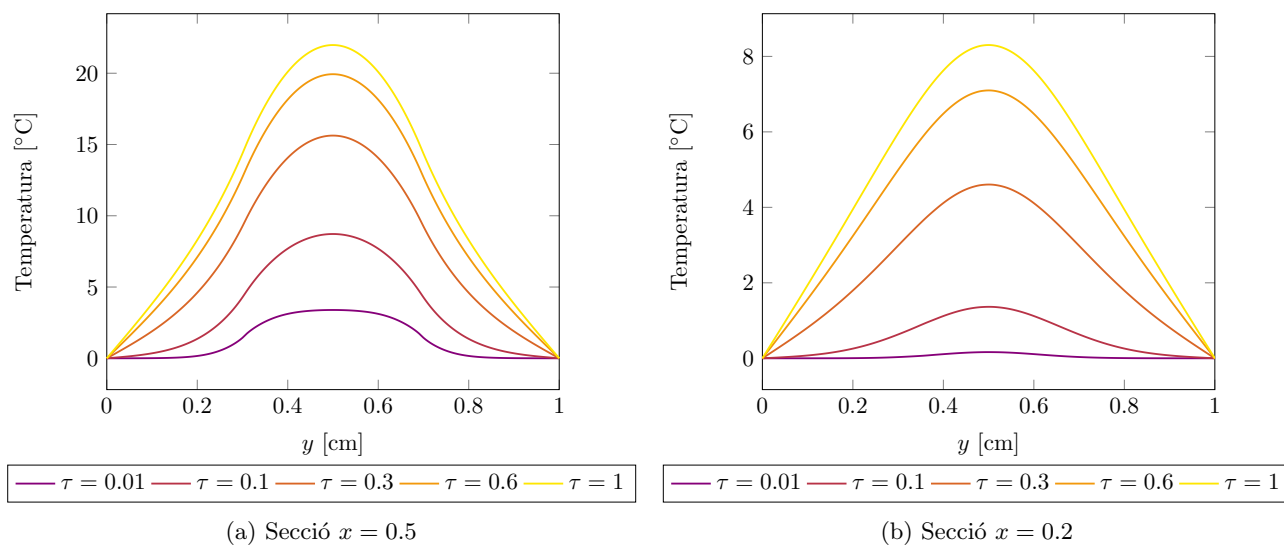 Temperatura [°C]
20
15
10
5
0
0 0.2 0.4 0.6 0.8 1
y [cm]
τ = 0.01 τ = 0.1 τ = 0.3 τ = 0.6 τ = 1
(a) Secció x = 0.5
Temperatura [°C]
8
6
4
2
0
0 0.2 0.4 0.6 0.8 1
y [cm]
τ = 0.01 τ = 0.1 τ = 0.3 τ = 0.6 τ = 1
(b) Secció x = 0.2